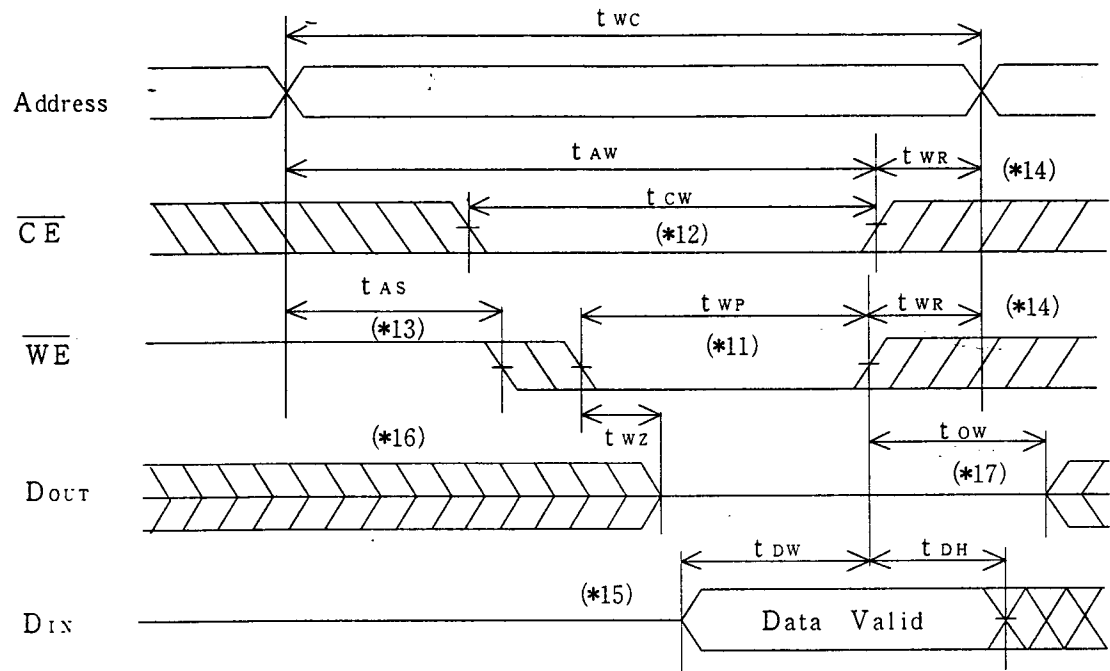 t WC
Address
t AW
t WR
(*14)
CE
t CW
(*12)
t AS
t WP
t WR
(*14)
(*13)
(*11)
WE
t WZ
t OW
(*16)
(*17)
DOUT
t DW
t DH
(*15)
DIN
Data Valid